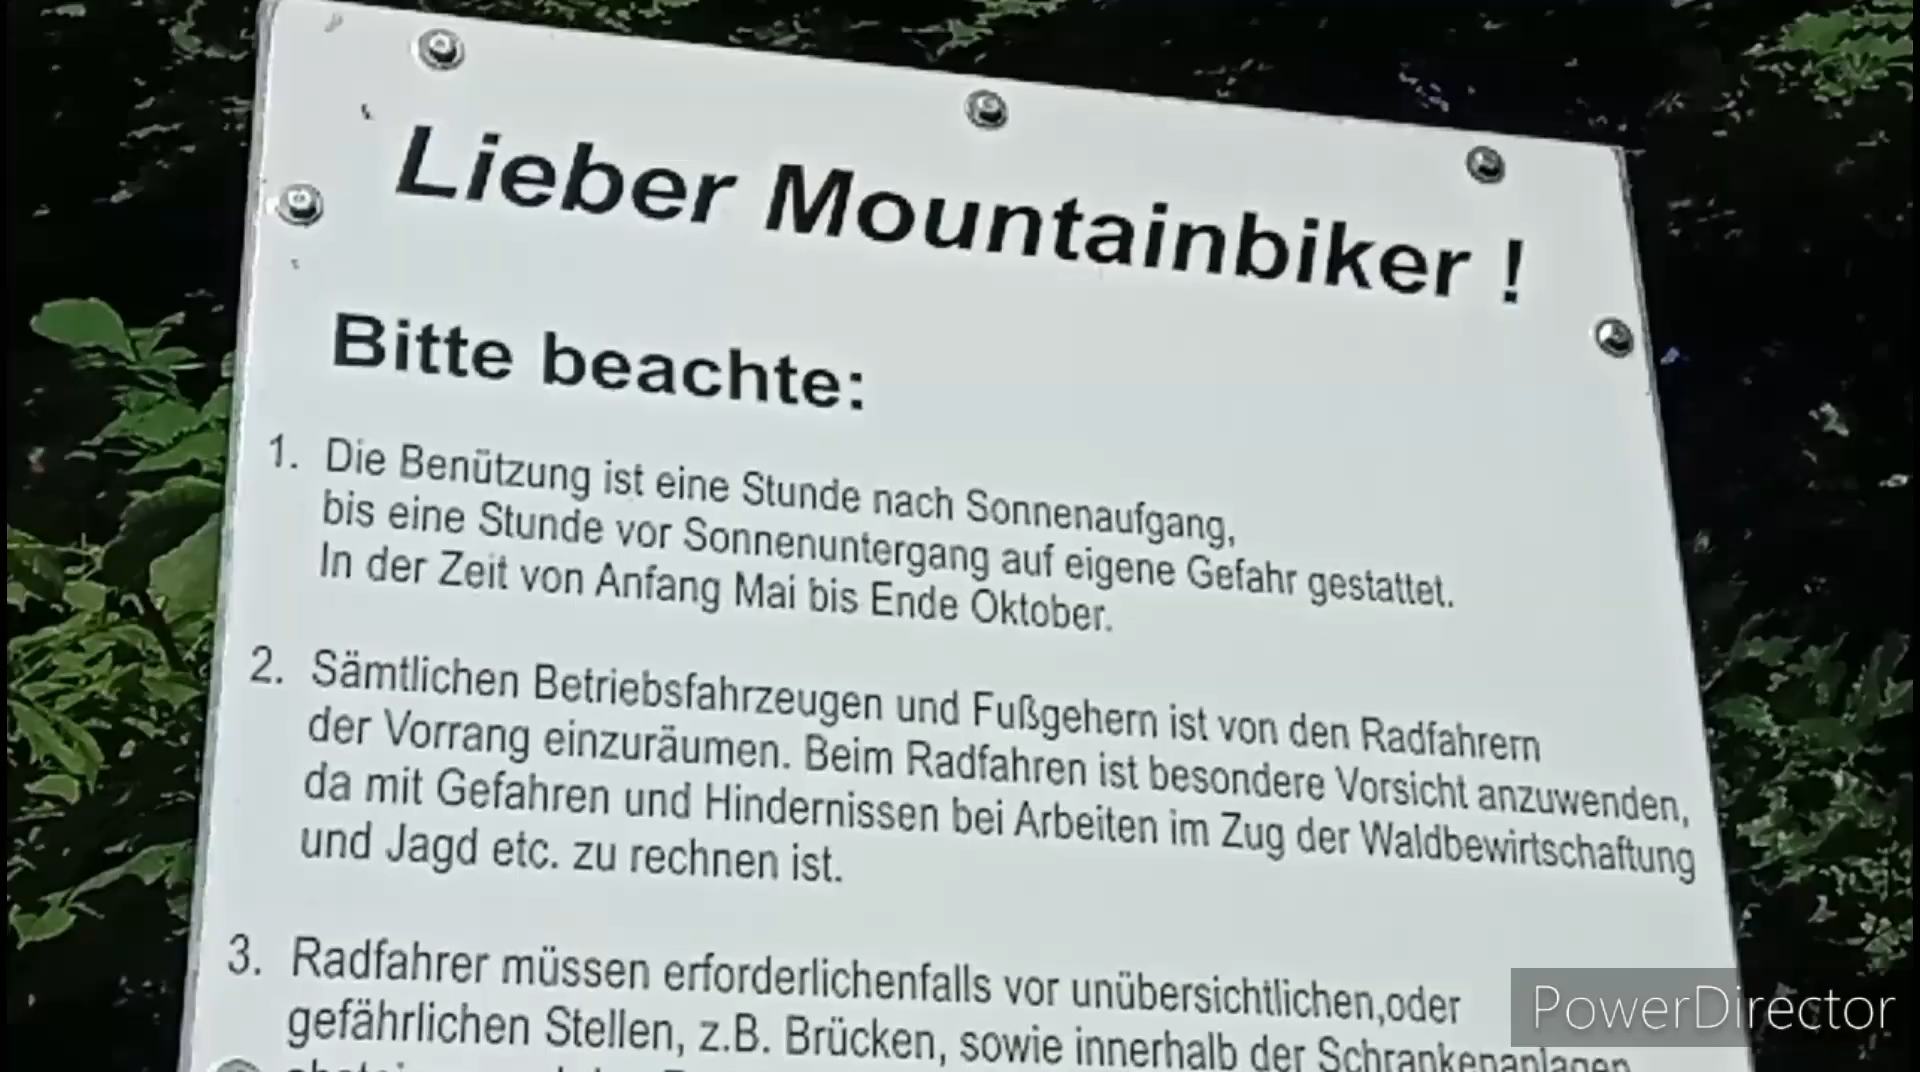 Lieber Mountainbiker !
Bitte beachte:
1. Die Benützung ist eine Stunde nach Sonnenaufgang,
bis eine Stunde vor Sonnenuntergang auf eigene Gefahr gestattet.
In der Zeit von Anfang Mai bis Ende Oktober.
2. Sämtlichen Betriebsfahrzeugen und Fußgehern ist von den Radfahrern
der Vorrang einzuräumen. Beim Radfahren ist besondere Vorsicht anzuwenden,
da mit Gefahren und Hindernissen bei Arbeiten im Zug der Waldbewirtschaftung
und Jagd etc. zu rechnen ist.
3. Radfahrer müssen erforderlichenfalls vor unübersichtlichen,oder
gefährlichen Stellen, z.B. Brücken, sowie innerhalb der Schrankenanlagen
PowerDirector